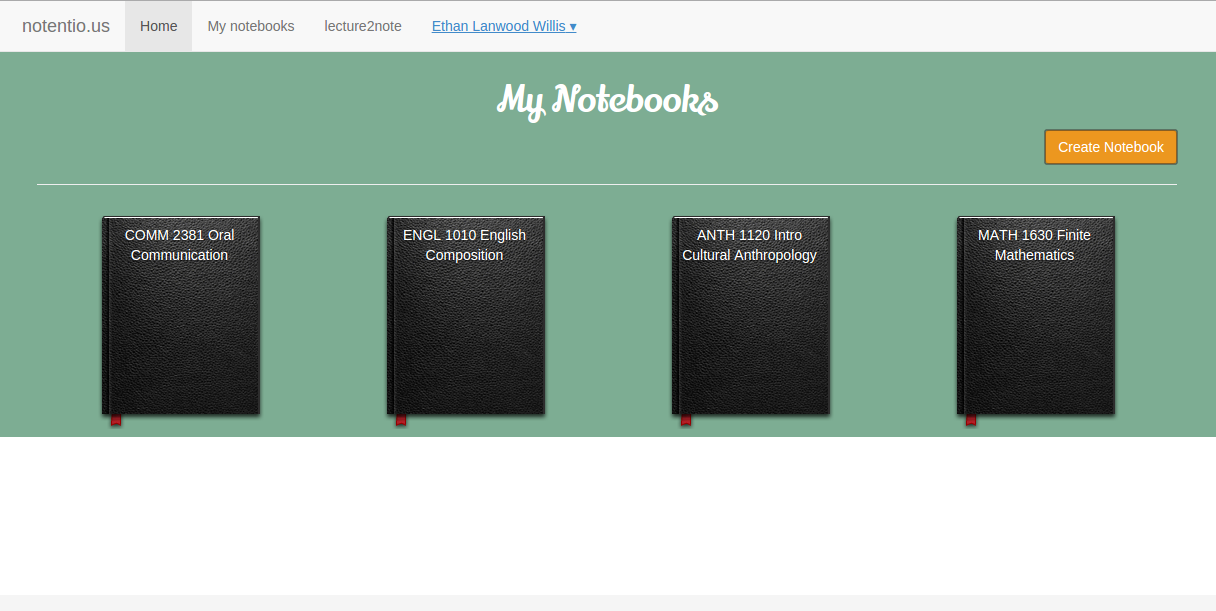 notentio.us Home My notebooks lecture2note Ethan Lanwood Willis ▾
My Notebooks
Create Notebook
COMM 2381 Oral
Communication
ENGL 1010 English
Composition
ANTH 1120 Intro
Cultural Anthropology
MATH 1630 Finite
Mathematics